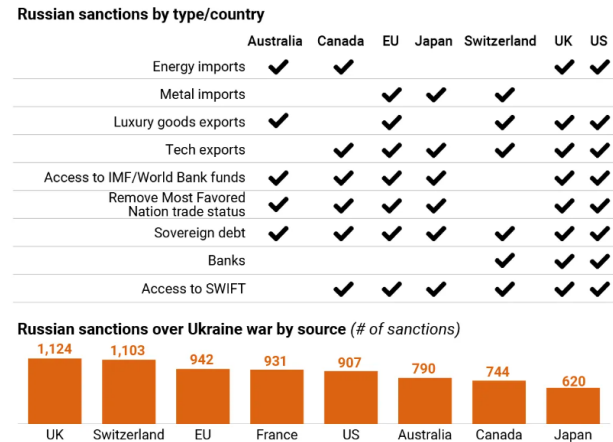 Russian sanctions by type/country
Australia Canada EU Japan Switzerland UK US
Energy imports ✔ ✔ ✔ ✔
Metal imports ✔ ✔ ✔
Luxury goods exports ✔ ✔ ✔ ✔ ✔
Tech exports ✔ ✔ ✔ ✔ ✔ ✔
Access to IMF/World Bank funds ✔ ✔ ✔ ✔ ✔ ✔
Remove Most Favored
Nation trade status ✔ ✔ ✔ ✔ ✔ ✔
Sovereign debt ✔ ✔ ✔ ✔ ✔ ✔ ✔
Banks ✔ ✔ ✔
Access to SWIFT ✔ ✔ ✔ ✔ ✔ ✔
Russian sanctions over Ukraine war by source (# of sanctions)
1,124 1,103 942 931 907 790 744 620
UK Switzerland EU France US Australia Canada Japan